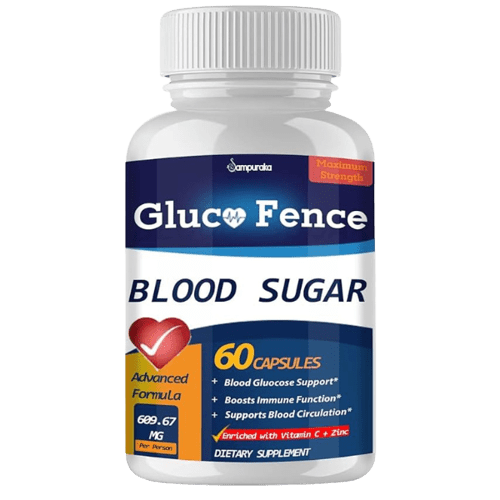 Sampuraka
Maximum
Strength
Gluco Fence
BLOOD SUGAR
60 CAPSULES
+ Blood Glucose Support*
+ Boosts Immune Function*
+ Supports Blood Circulation*
Enriched with Vitamin C + Zinc
DIETARY SUPPLEMENT
Advanced
Formula
609.67
MG
Per Person